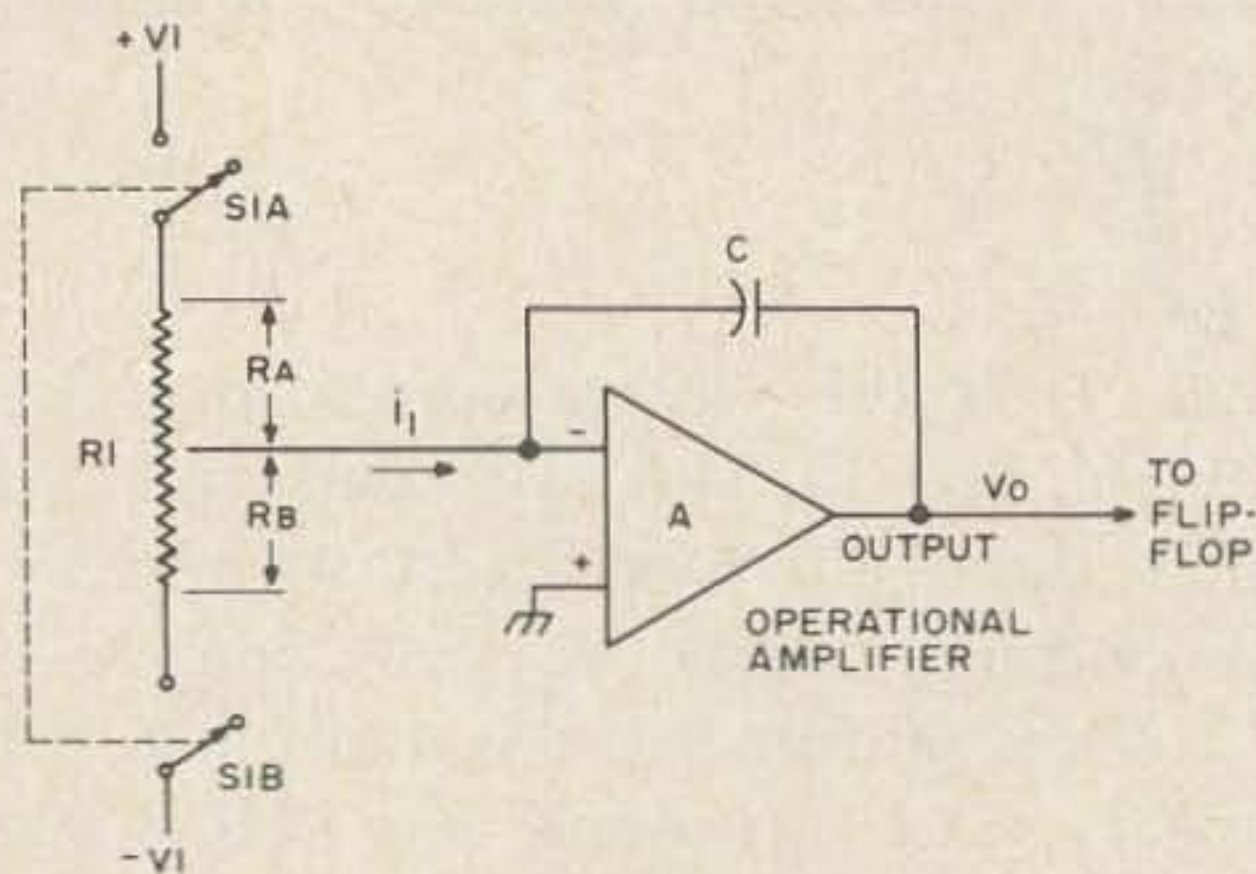 +VI
SIA
C
RA
i₁
RI
-
RB
A
VO
TO
FLIP-
FLOP
+
OUTPUT
OPERATIONAL
AMPLIFIER
SIB
-VI